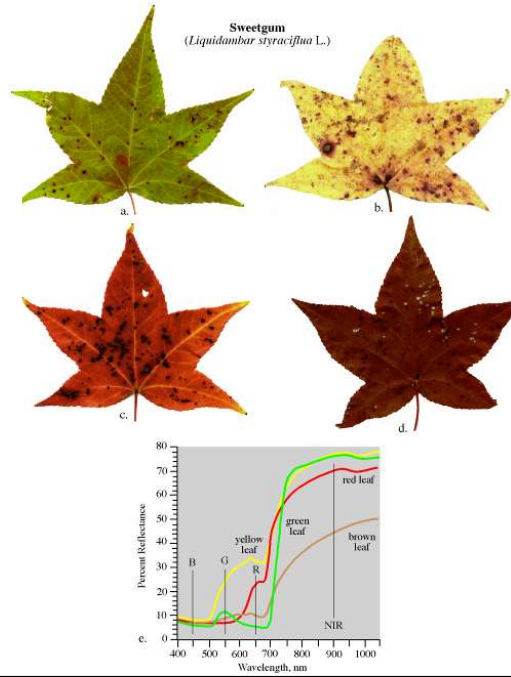 Sweetgum
(Liquidambar styraciflua L.)
a.
b.
c.
d.
80
70
60
50
40
30
20
10
0
Percent Reflectance
B
G
R
NIR
yellow
leaf
green
leaf
red leaf
brown
leaf
e.
400 500 600 700 800 900 1000
Wavelength, nm